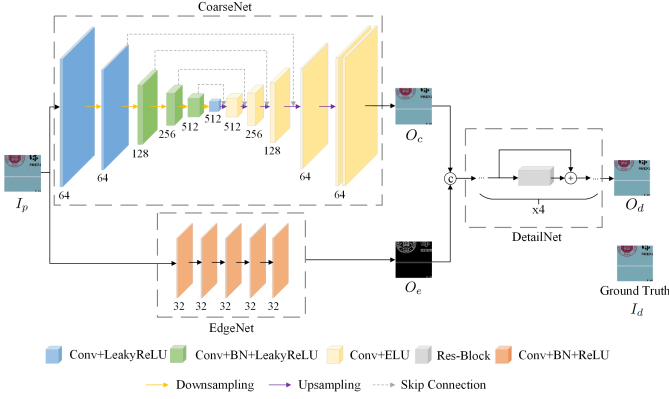 CoarseNet
64
64
128
256
512
512
512
256
128
64
64
I_p
O_c
c
...
+
...
x4
DetailNet
O_d
32
32
32
32
32
EdgeNet
O_e
Ground Truth
I_d
Conv+LeakyReLU
Conv+BN+LeakyReLU
Conv+ELU
Res-Block
Conv+BN+ReLU
Downsampling
Upsampling
Skip Connection